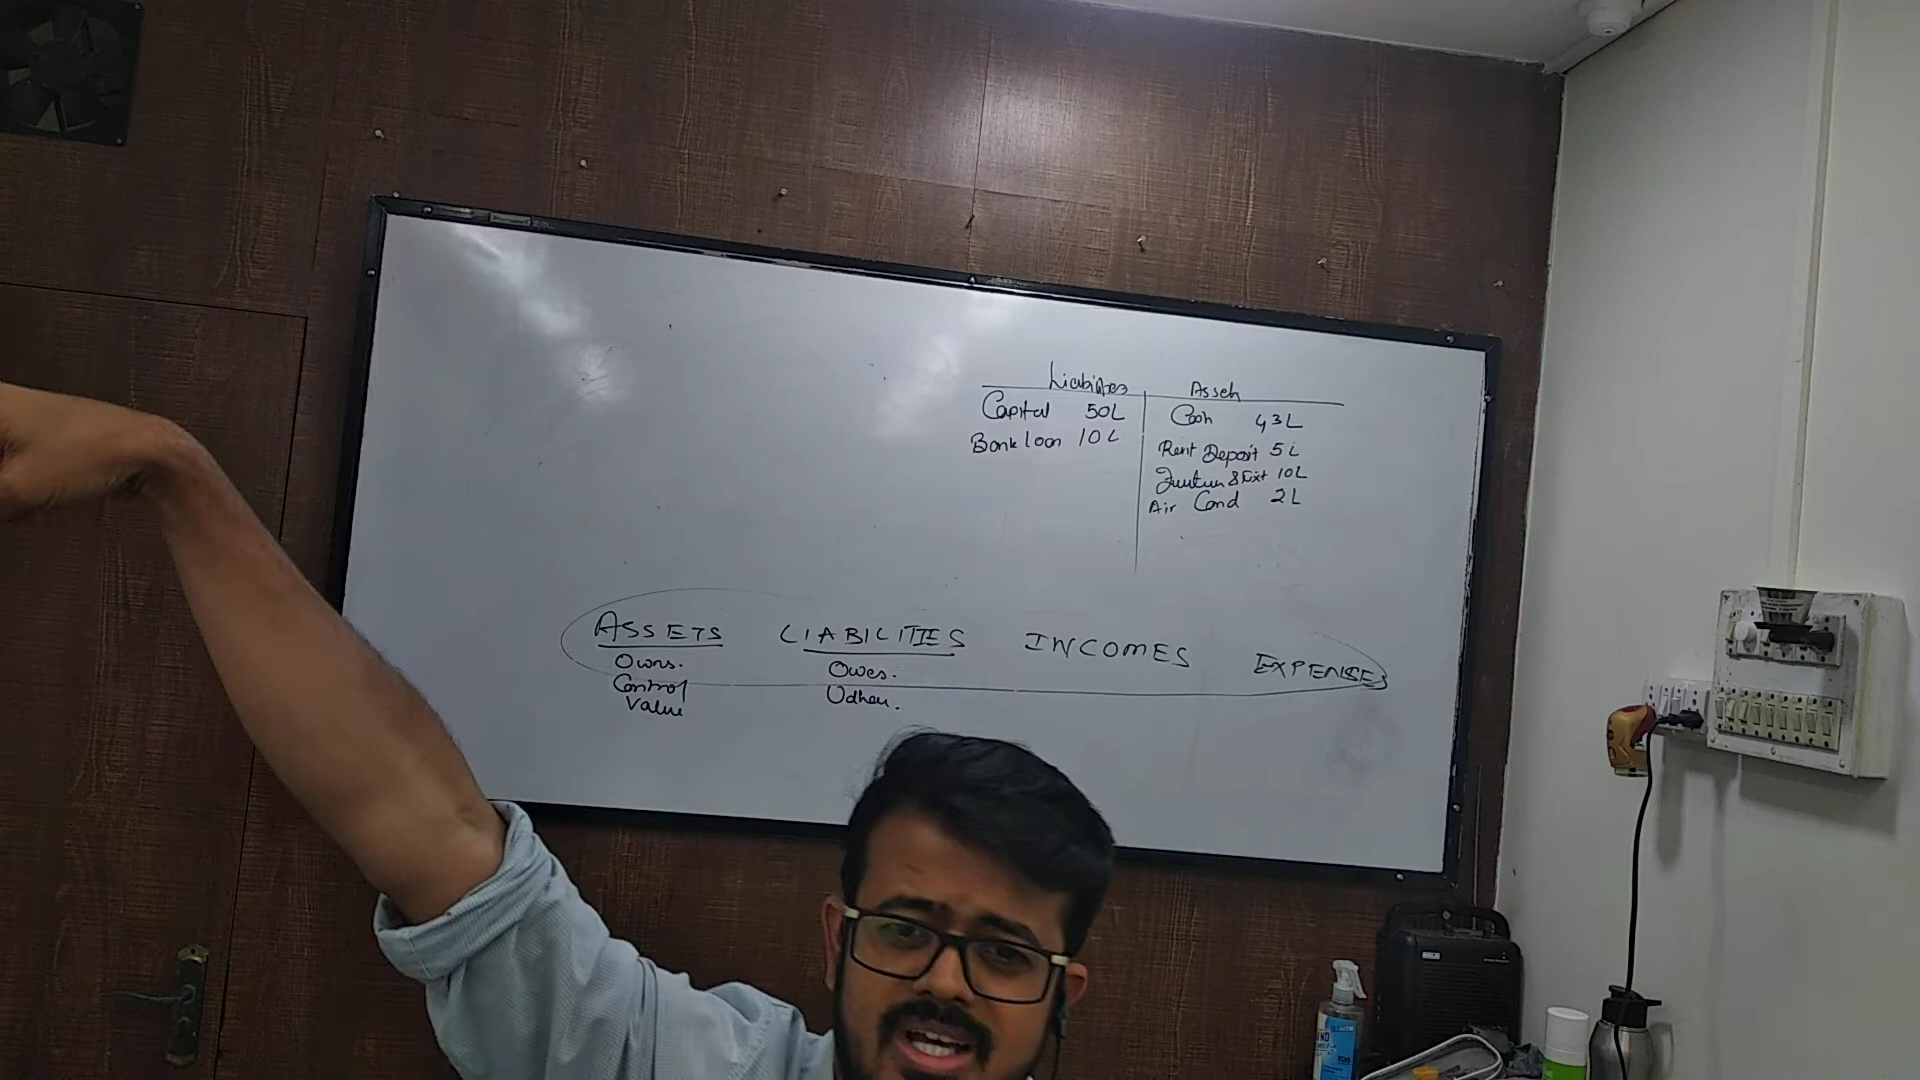 Liabilities Assets
Capital 50L Cash 43L
Bank loan 10L Rent Deposit 5L
Furniture & Fixt 10L
Air Cond 2L
ASSETS LIABILITIES INCOMES EXPENSES
Owns. Owes.
Control Udhar.
Value